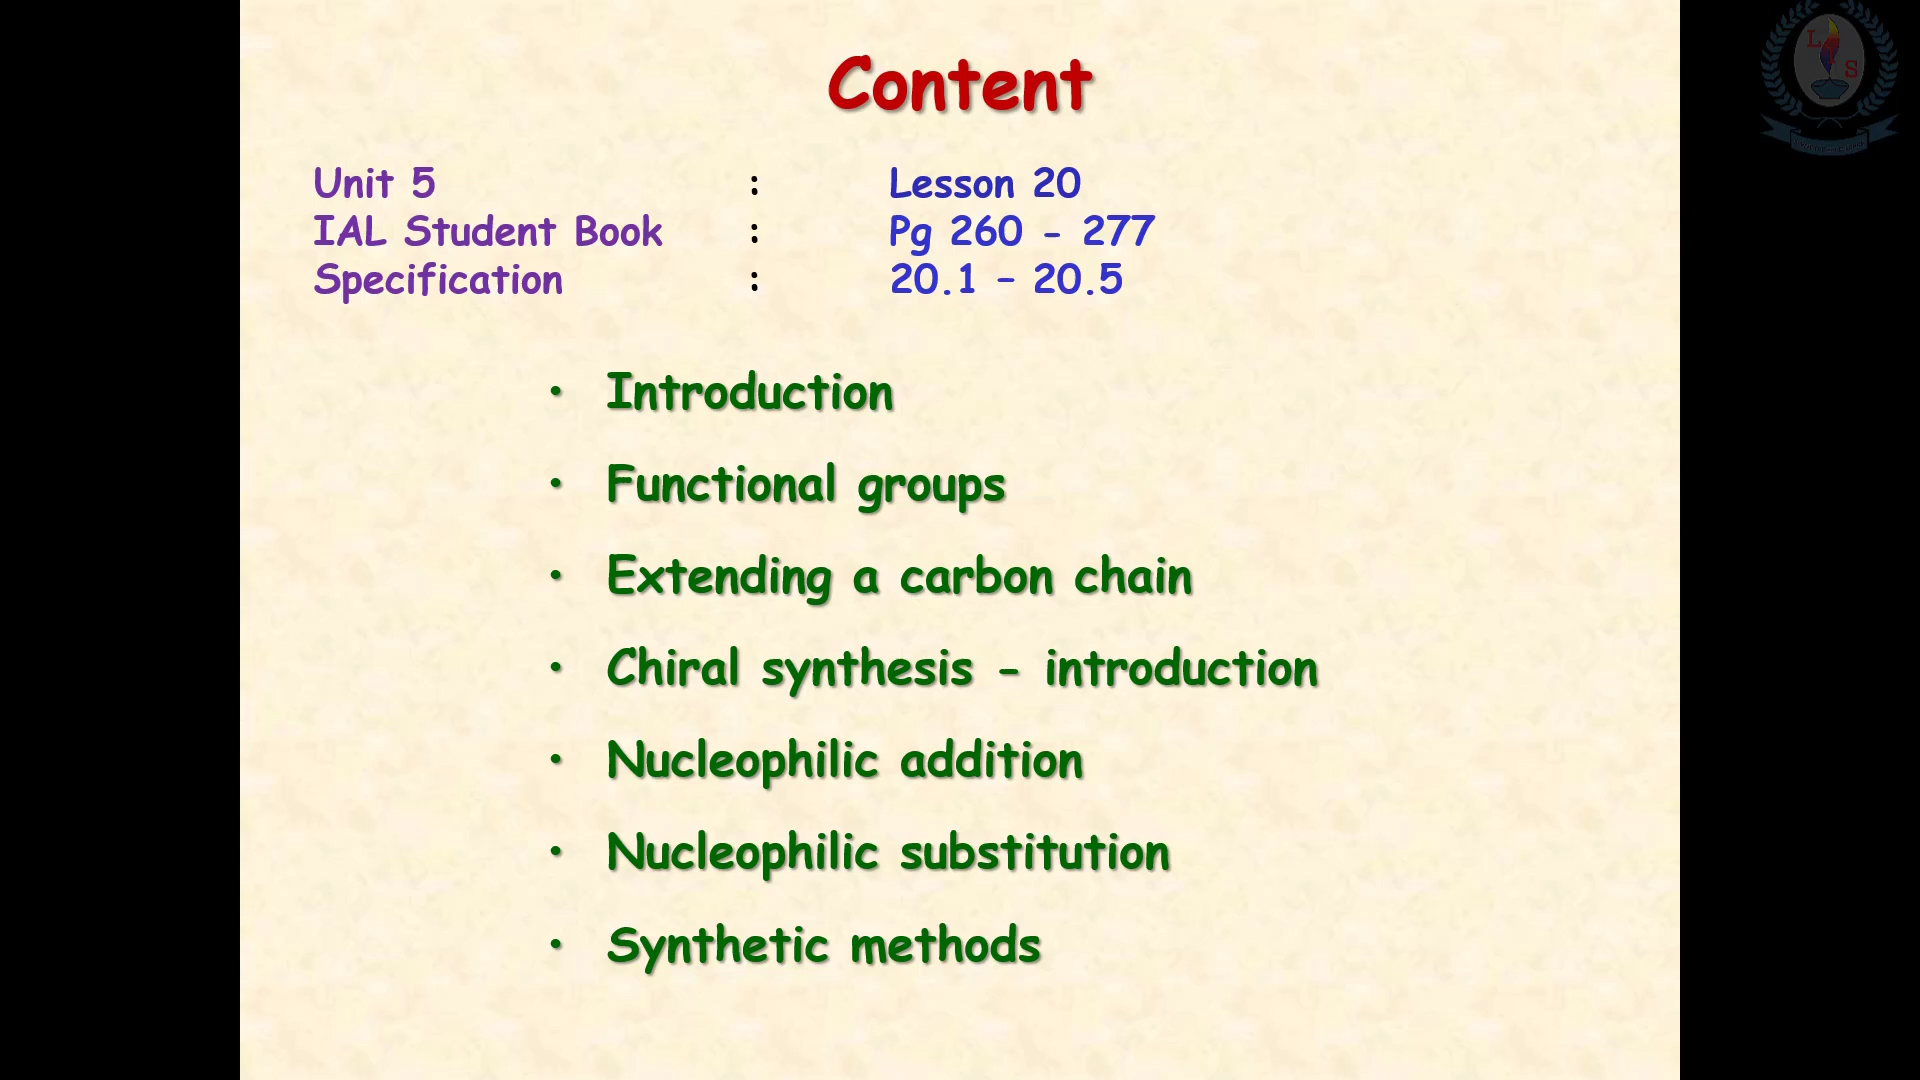 Content
Unit 5 : Lesson 20
IAL Student Book : Pg 260 - 277
Specification : 20.1 – 20.5
• Introduction
• Functional groups
• Extending a carbon chain
• Chiral synthesis - introduction
• Nucleophilic addition
• Nucleophilic substitution
• Synthetic methods
L S